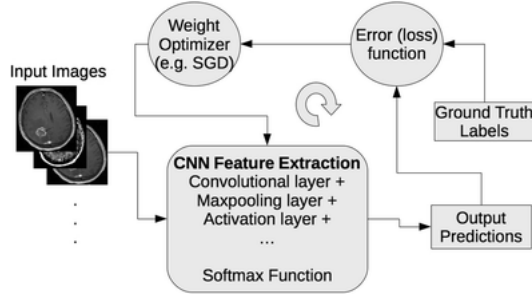 Weight
Optimizer
(e.g. SGD)
Error (loss)
function
Input Images
Ground Truth
Labels
CNN Feature Extraction
Convolutional layer +
Maxpooling layer +
Activation layer +
...
Softmax Function
Output
Predictions